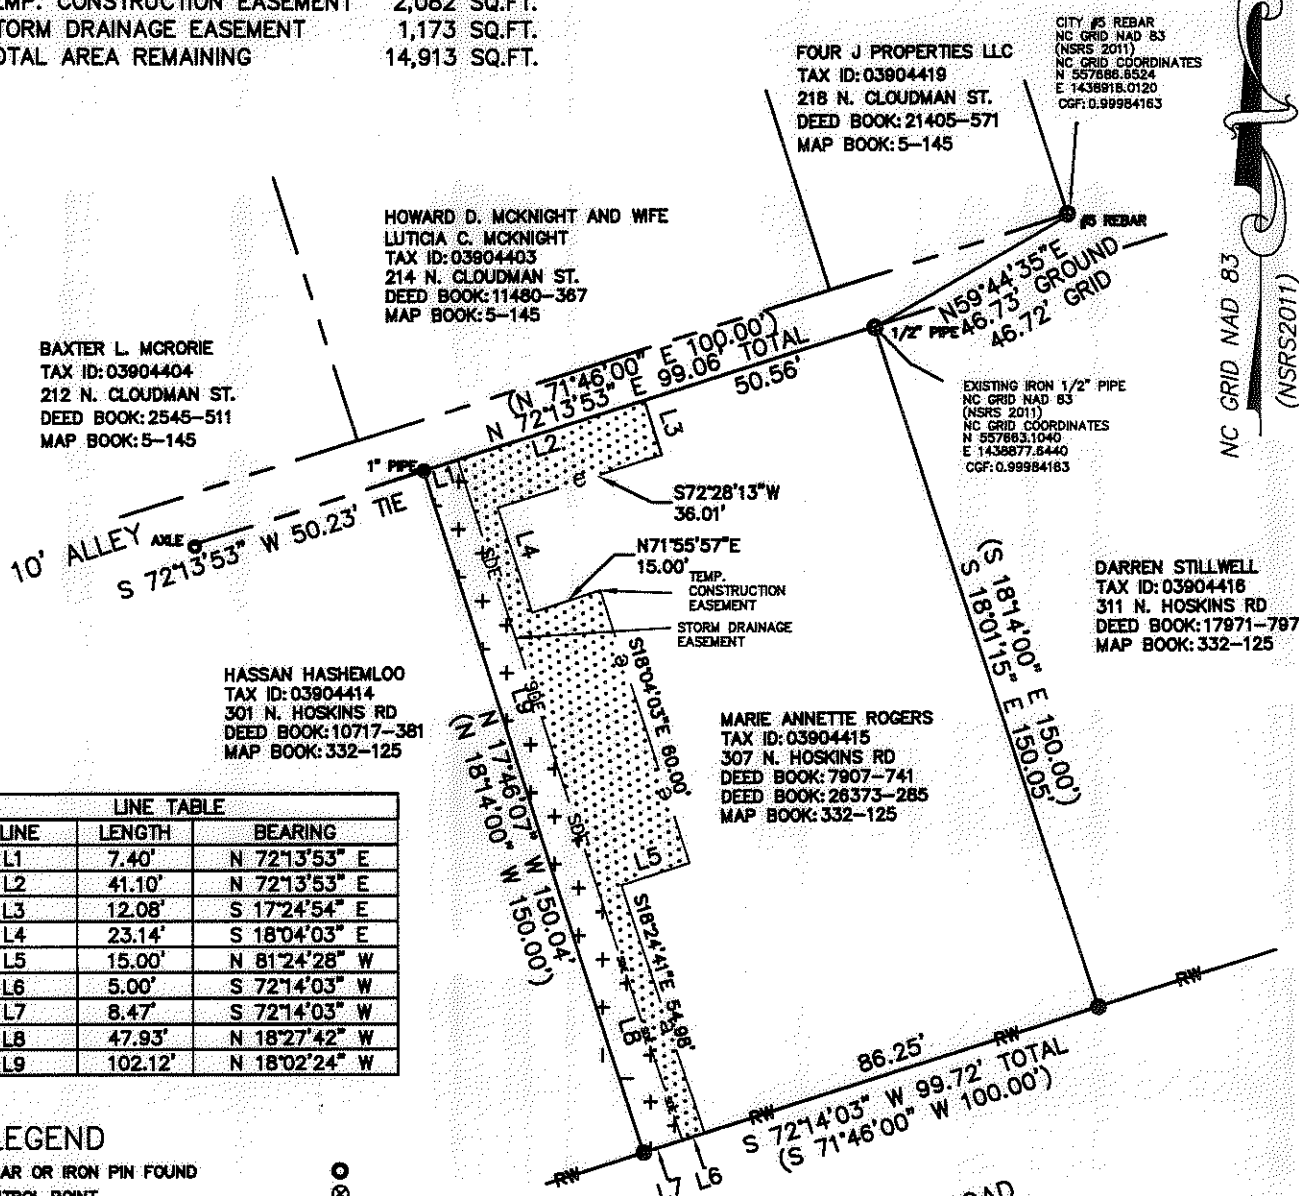 TEMP. CONSTRUCTION EASEMENT 2,082 SQ.FT.
STORM DRAINAGE EASEMENT 1,173 SQ.FT.
TOTAL AREA REMAINING 14,913 SQ.FT.
FOUR J PROPERTIES LLC
TAX ID:03904419
218 N. CLOUDMAN ST.
DEED BOOK:21405-571
MAP BOOK:5-145
CITY #5 REBAR
NC GRID NAD 83
(NSRS 2011)
NC GRID COORDINATES
N 557686.6524
E 1438918.0120
CGF:0.99984163
HOWARD D. MCKNIGHT AND WIFE
LUTICIA C. MCKNIGHT
TAX ID:03904403
214 N. CLOUDMAN ST.
DEED BOOK:11480-367
MAP BOOK:5-145
#5 REBAR
NC GRID NAD 83
(NSRS2011)
N59°44'35"E
46.73' GROUND
46.72' GRID
1/2" PIPE
BAXTER L. MCRORIE
TAX ID:03904404
212 N. CLOUDMAN ST.
DEED BOOK:2545-511
MAP BOOK:5-145
(N 71°46'00" E 100.00')
N 72°13'53" E 99.06' TOTAL
50.56'
EXISTING IRON 1/2" PIPE
NC GRID NAD 83
(NSRS 2011)
NC GRID COORDINATES
N 557663.1040
E 1438877.6440
CGF:0.99984163
1" PIPE
L1
L2
L3
e
S72°28'13"W
36.01'
10' ALLEY
AXLE
S 72°13'53" W 50.23' TIE
L4
SDE
N71°55'57"E
15.00'
TEMP.
CONSTRUCTION
EASEMENT
STORM DRAINAGE
EASEMENT
(S 18°14'00" E 150.00')
S 18°01'15" E 150.05'
DARREN STILLWELL
TAX ID:03904416
311 N. HOSKINS RD
DEED BOOK:17971-797
MAP BOOK:332-125
HASSAN HASHEMLOO
TAX ID:03904414
301 N. HOSKINS RD
DEED BOOK:10717-381
MAP BOOK:332-125
SDE
L9
S18°04'03"E 60.00'
MARIE ANNETTE ROGERS
TAX ID:03904415
307 N. HOSKINS RD
DEED BOOK:7907-741
DEED BOOK:26373-285
MAP BOOK:332-125
N 17°46'07" W 150.04'
(N 18°14'00" W 150.00')
SDE
L5
S18°24'41"E 54.98'
L8
LINE TABLE
LINE LENGTH BEARING
L1 7.40' N 72°13'53" E
L2 41.10' N 72°13'53" E
L3 12.08' S 17°24'54" E
L4 23.14' S 18°04'03" E
L5 15.00' N 81°24'28" W
L6 5.00' S 72°14'03" W
L7 8.47' S 72°14'03" W
L8 47.93' N 18°27'42" W
L9 102.12' N 18°02'24" W
RW
RW
RW
RW
86.25'
S 72°14'03" W 99.72' TOTAL
(S 71°46'00" W 100.00')
L7 L6
LEGEND
AR OR IRON PIN FOUND